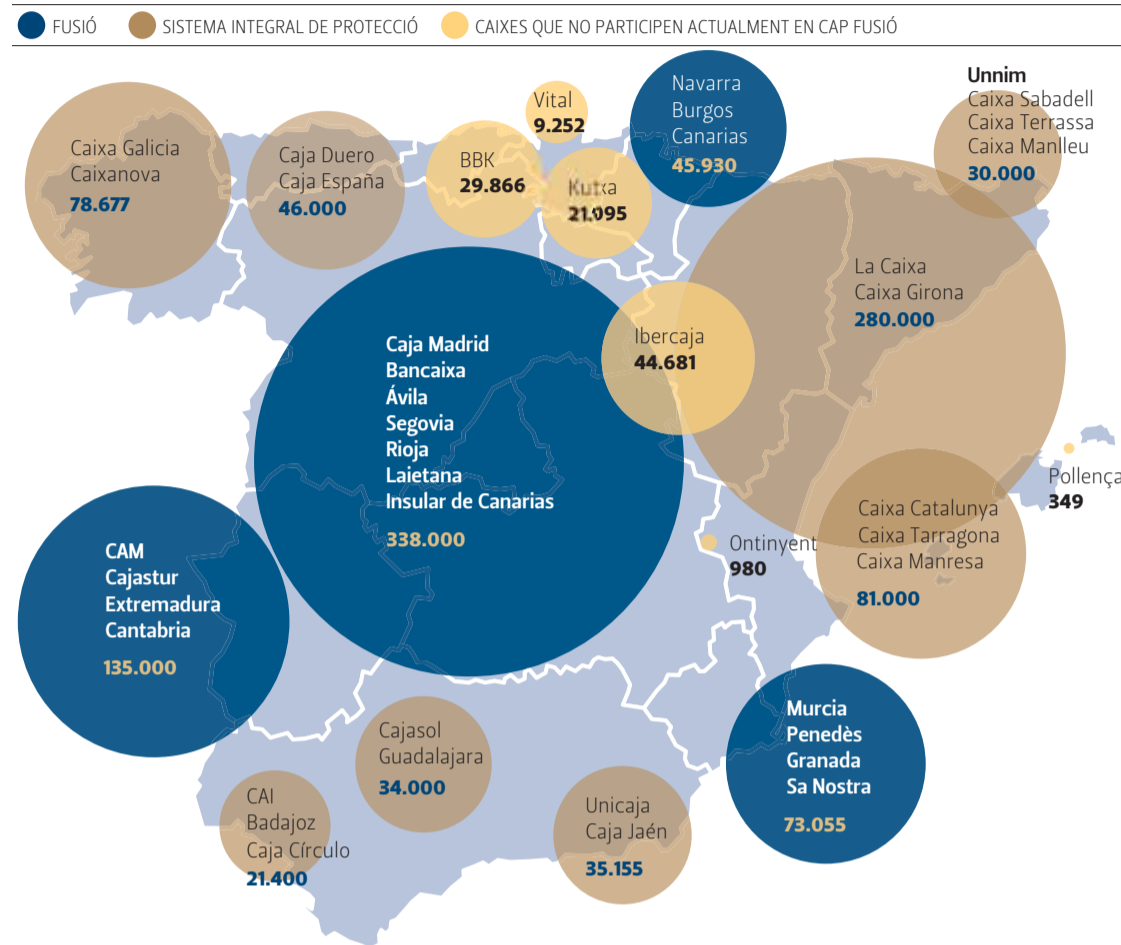 FUSIÓ
SISTEMA INTEGRAL DE PROTECCIÓ
CAIXES QUE NO PARTICIPEN ACTUALMENT EN CAP FUSIÓ
Caixa Galicia
Caixanova
78.677
Caja Duero
Caja España
46.000
BBK
29.866
Vital
9.252
Kutxa
21.095
Navarra
Burgos
Canarias
45.930
Unnim
Caixa Sabadell
Caixa Terrassa
Caixa Manlleu
30.000
La Caixa
Caixa Girona
280.000
Ibercaja
44.681
Caja Madrid
Bancaixa
Ávila
Segovia
Rioja
Laietana
Insular de Canarias
338.000
Pollença
349
Caixa Catalunya
Caixa Tarragona
Caixa Manresa
81.000
Ontinyent
980
CAM
Cajastur
Extremadura
Cantabria
135.000
Murcia
Penedès
Granada
Sa Nostra
73.055
Cajasol
Guadalajara
34.000
CAI
Badajoz
Caja Círculo
21.400
Unicaja
Caja Jaén
35.155